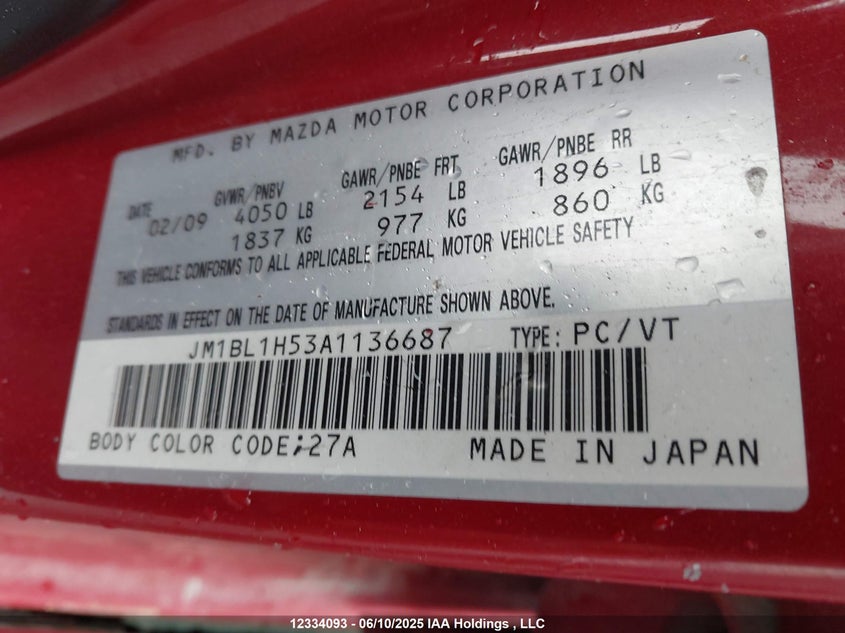 MFD. BY MAZDA MOTOR CORPORATION
DATE GVWR/PNBV GAWR/PNBE FRT GAWR/PNBE RR
02/09 4050 LB 2154 LB 1896 LB
1837 KG 977 KG 860 KG
THIS VEHICLE CONFORMS TO ALL APPLICABLE FEDERAL MOTOR VEHICLE SAFETY
STANDARDS IN EFFECT ON THE DATE OF MANUFACTURE SHOWN ABOVE.
JM1BL1H53A1136687 TYPE: PC/VT
BODY COLOR CODE:27A MADE IN JAPAN
12334093 - 06/10/2025 IAA Holdings , LLC